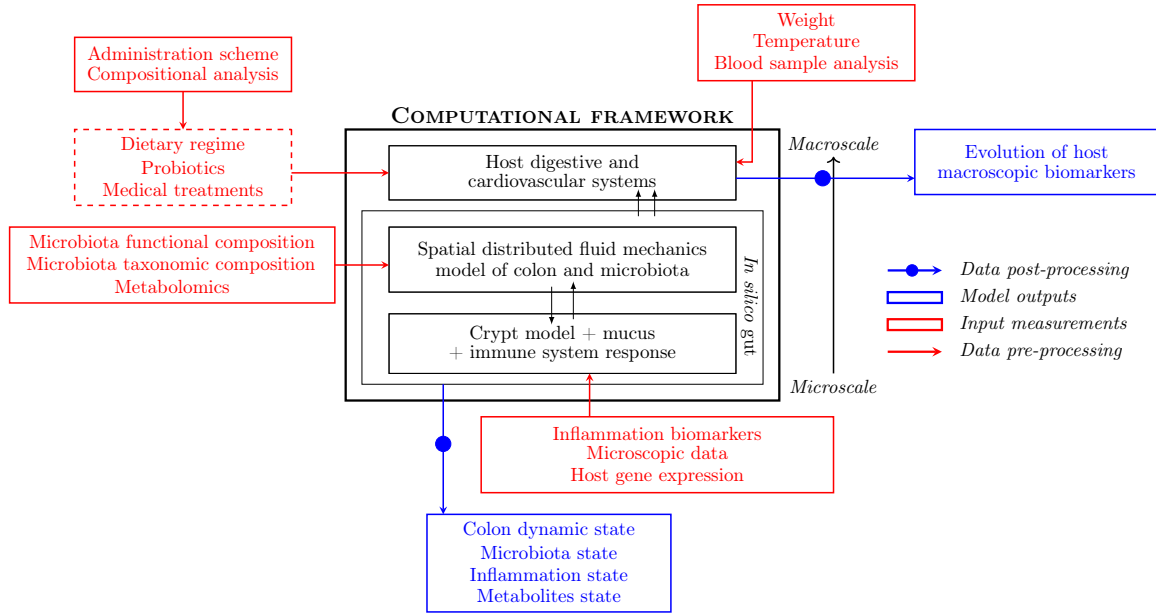 Administration scheme
Compositional analysis
Weight
Temperature
Blood sample analysis
COMPUTATIONAL FRAMEWORK
Dietary regime
Probiotics
Medical treatments
Host digestive and
cardiovascular systems
Macroscale
Evolution of host
macroscopic biomarkers
Microbiota functional composition
Microbiota taxonomic composition
Metabolomics
Spatial distributed fluid mechanics
model of colon and microbiota
In silico gut
Crypt model + mucus
+ immune system response
Microscale
Data post-processing
Model outputs
Input measurements
Data pre-processing
Inflammation biomarkers
Microscopic data
Host gene expression
Colon dynamic state
Microbiota state
Inflammation state
Metabolites state